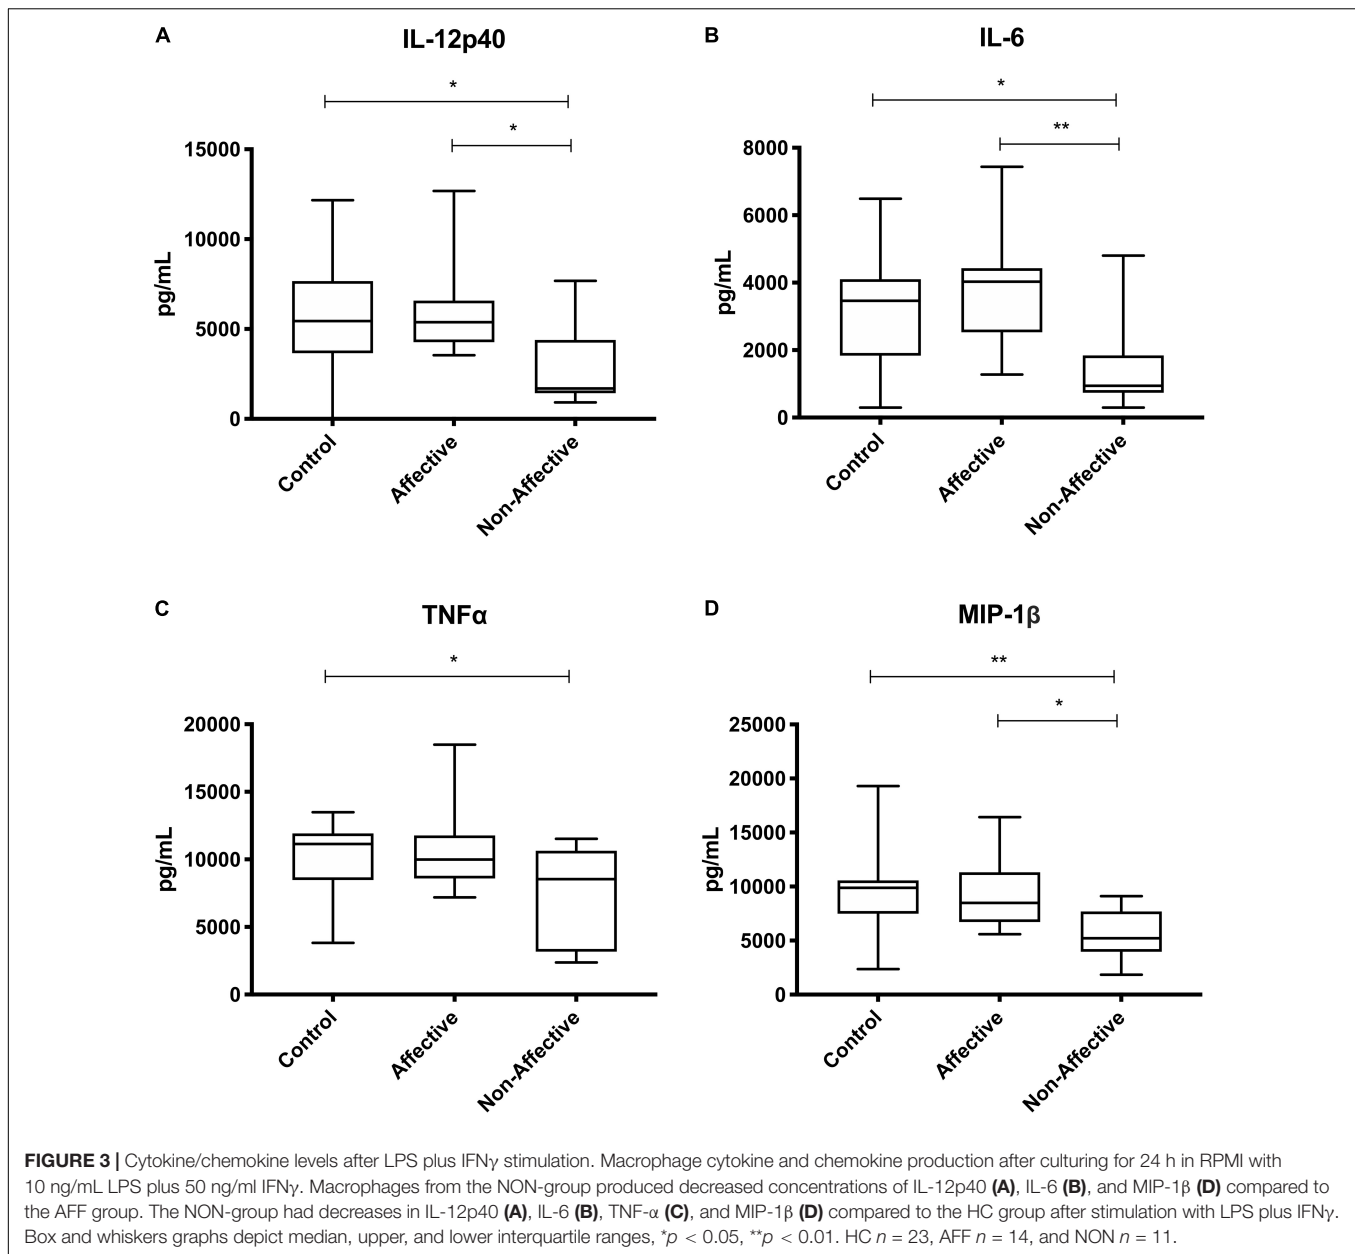 A
IL-12p40
*
*
15000
10000
5000
0
pg/mL
Control
Affective
Non-Affective
B
IL-6
*
**
8000
6000
4000
2000
0
pg/mL
Control
Affective
Non-Affective
C
TNFα
*
20000
15000
10000
5000
0
pg/mL
Control
Affective
Non-Affective
D
MIP-1β
**
*
25000
20000
15000
10000
5000
0
pg/mL
Control
Affective
Non-Affective
FIGURE 3 | Cytokine/chemokine levels after LPS plus IFNγ stimulation. Macrophage cytokine and chemokine production after culturing for 24 h in RPMI with
10 ng/mL LPS plus 50 ng/ml IFNγ. Macrophages from the NON-group produced decreased concentrations of IL-12p40 (A), IL-6 (B), and MIP-1β (D) compared to
the AFF group. The NON-group had decreases in IL-12p40 (A), IL-6 (B), TNF-α (C), and MIP-1β (D) compared to the HC group after stimulation with LPS plus IFNγ.
Box and whiskers graphs depict median, upper, and lower interquartile ranges, *p < 0.05, **p < 0.01. HC n = 23, AFF n = 14, and NON n = 11.